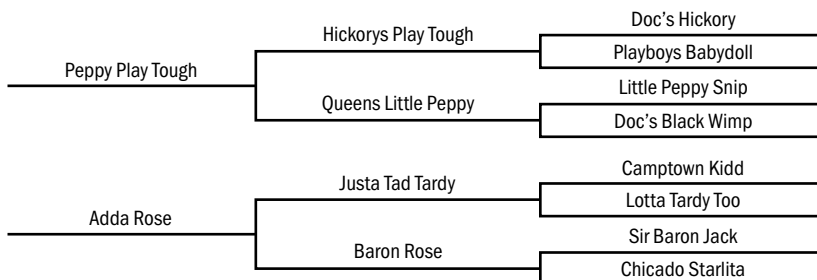 Doc's Hickory
Hickorys Play Tough
Playboys Babydoll
Peppy Play Tough
Little Peppy Snip
Queens Little Peppy
Doc's Black Wimp
Camptown Kidd
Justa Tad Tardy
Lotta Tardy Too
Adda Rose
Sir Baron Jack
Baron Rose
Chicado Starlita